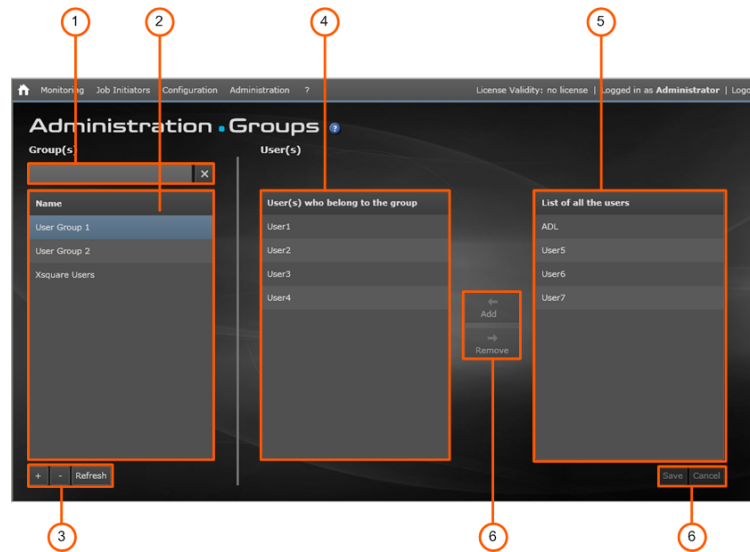 1 2 4 5
Monitoring Job Initiators Configuration Administration ? License Validity: no license | Logged in as Administrator | Logo
Administration . Groups ?
Group(s) User(s)
X
Name User(s) who belong to the group List of all the users
User Group 1 User1 ADL
User Group 2 User2 User5
Xsquare Users User3 User6
User4 User7
Add
Remove
+ - Refresh Save Cancel
3 6 6